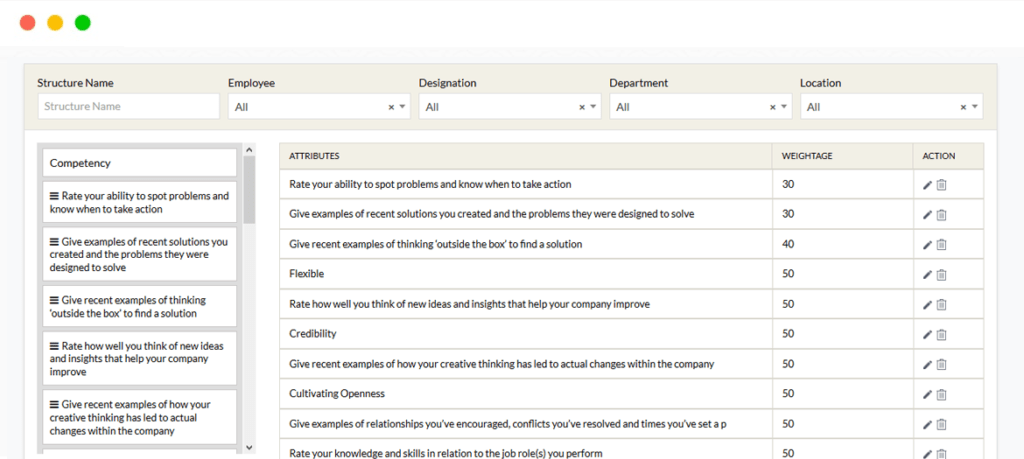 Structure Name
Employee
Designation
Department
Location
Structure Name
All
All
All
All
Competency
Rate your ability to spot problems and
know when to take action
Give examples of recent solutions you
created and the problems they were
designed to solve
Give recent examples of thinking
'outside the box' to find a solution
Rate how well you think of new ideas
and insights that help your company
improve
Give recent examples of how your
creative thinking has led to actual
changes within the company
ATTRIBUTES WEIGHTAGE ACTION
Rate your ability to spot problems and know when to take action 30
Give examples of recent solutions you created and the problems they were designed to solve 30
Give recent examples of thinking 'outside the box' to find a solution 40
Flexible 50
Rate how well you think of new ideas and insights that help your company improve 50
Credibility 50
Give recent examples of how your creative thinking has led to actual changes within the company 50
Cultivating Openness 50
Give examples of relationships you've encouraged, conflicts you've resolved and times you've set a p 50
Rate your knowledge and skills in relation to the job role(s) you perform 50